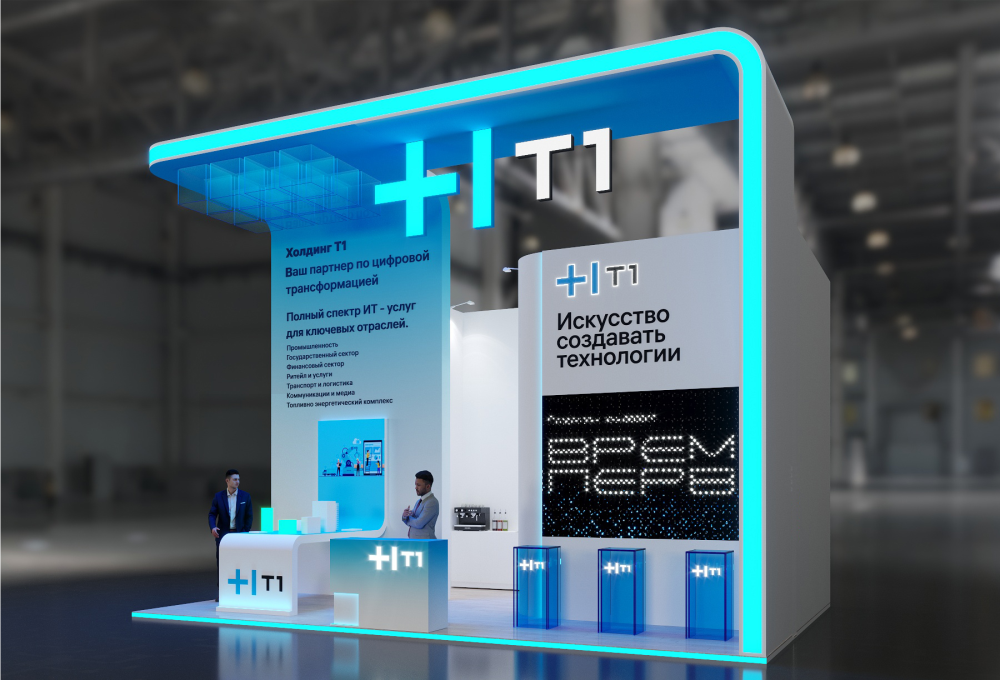 T1
Холдинг Т1
Ваш партнер по цифровой
трансформацией
Полный спектр ИТ - услуг
для ключевых отраслей.
Промышленность
Государственный сектор
Финансовый сектор
Ритейл и услуги
Транспорт и логистика
Коммуникации и медиа
Топливно энергетический комплекс
T1
Искусство
создавать
технологии
ВРЕМ
ПЕРВ
T1
T1
T1
T1
T1